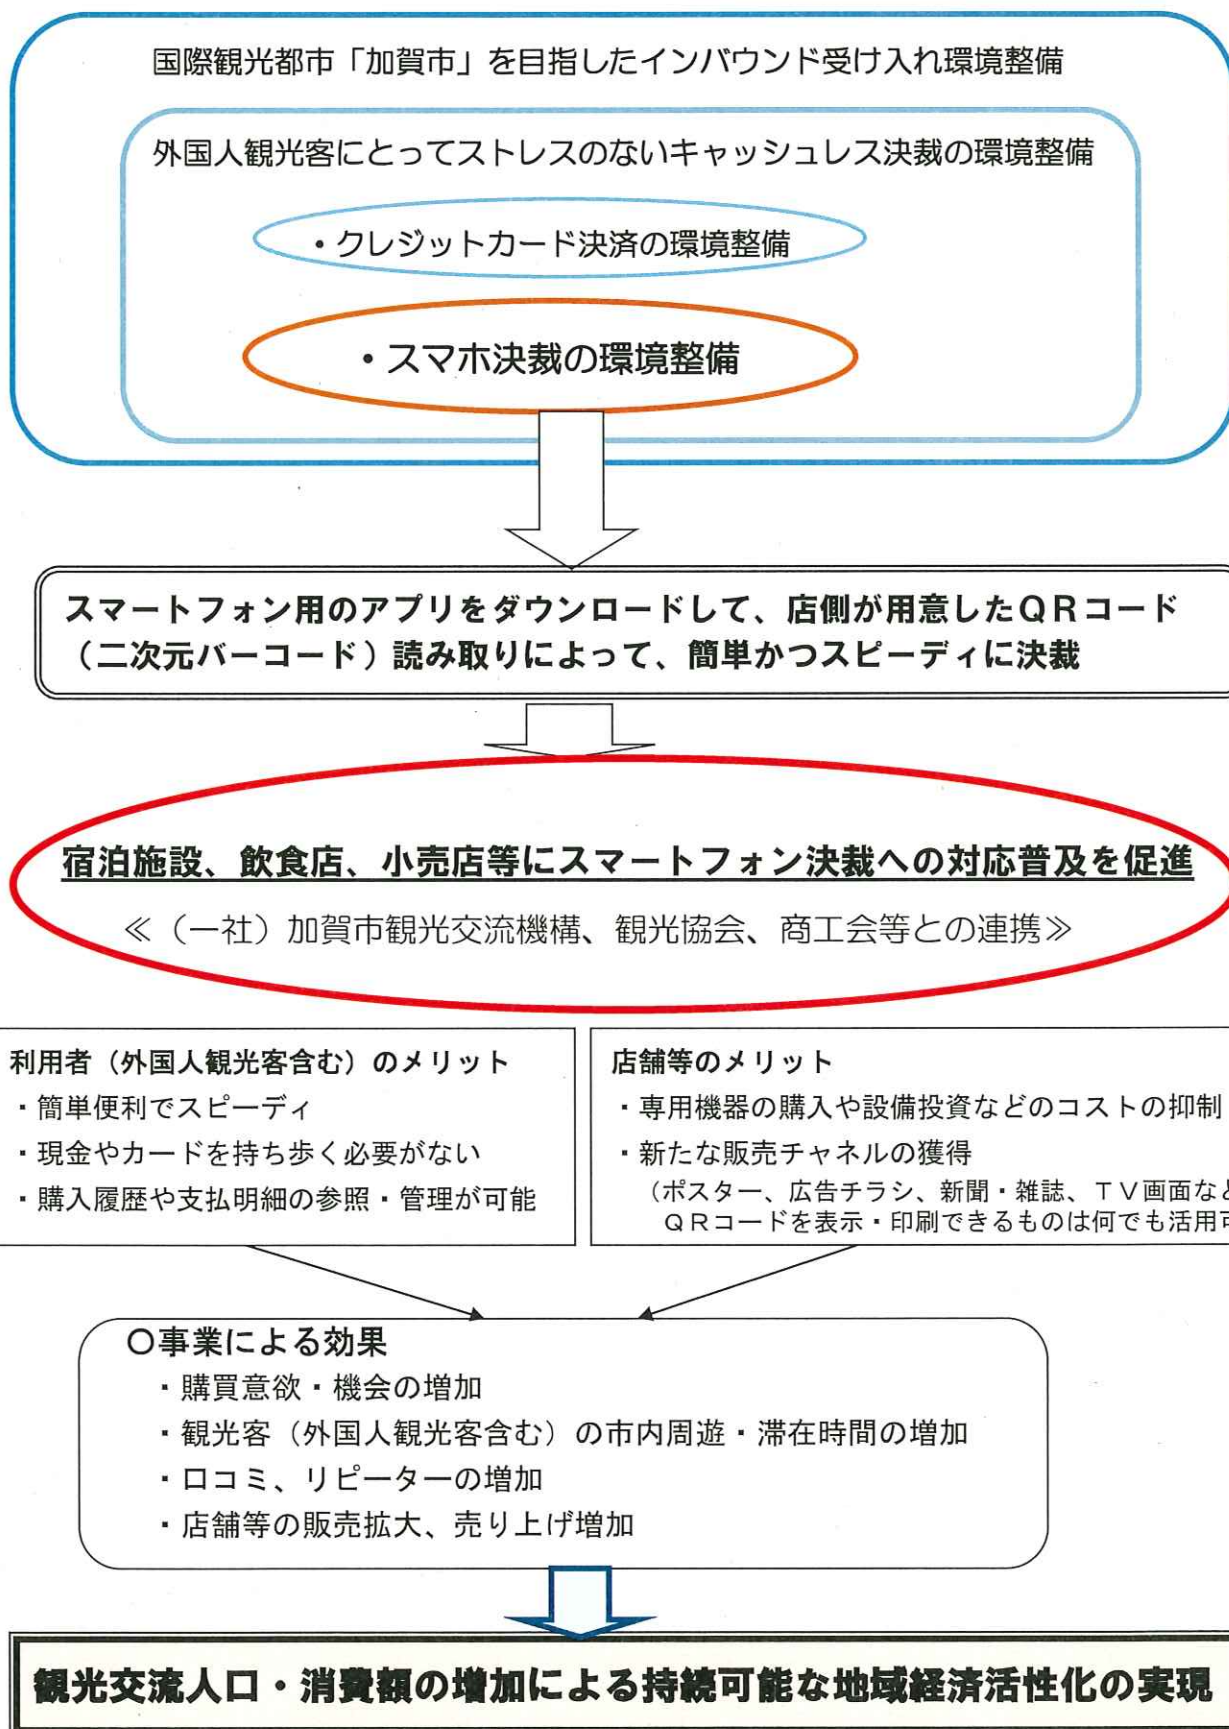 国際観光都市「加賀市」を目指したインバウンド受け入れ環境整備
外国人観光客にとってストレスのないキャッシュレス決裁の環境整備
・クレジットカード決済の環境整備
・スマホ決裁の環境整備
スマートフォン用のアプリをダウンロードして、店側が用意したQRコード
（二次元バーコード）読み取りによって、簡単かつスピーディに決裁
宿泊施設、飲食店、小売店等にスマートフォン決裁への対応普及を促進
≪（一社）加賀市観光交流機構、観光協会、商工会等との連携≫
利用者（外国人観光客含む）のメリット
・簡単便利でスピーディ
・現金やカードを持ち歩く必要がない
・購入履歴や支払明細の参照・管理が可能
店舗等のメリット
・専用機器の購入や設備投資などのコストの抑制
・新たな販売チャネルの獲得
（ポスター、広告チラシ、新聞・雑誌、TV画面など
QRコードを表示・印刷できるものは何でも活用可
〇事業による効果
・購買意欲・機会の増加
・観光客（外国人観光客含む）の市内周遊・滞在時間の増加
・口コミ、リピーターの増加
・店舗等の販売拡大、売り上げ増加
観光交流人口・消費額の増加による持続可能な地域経済活性化の実現